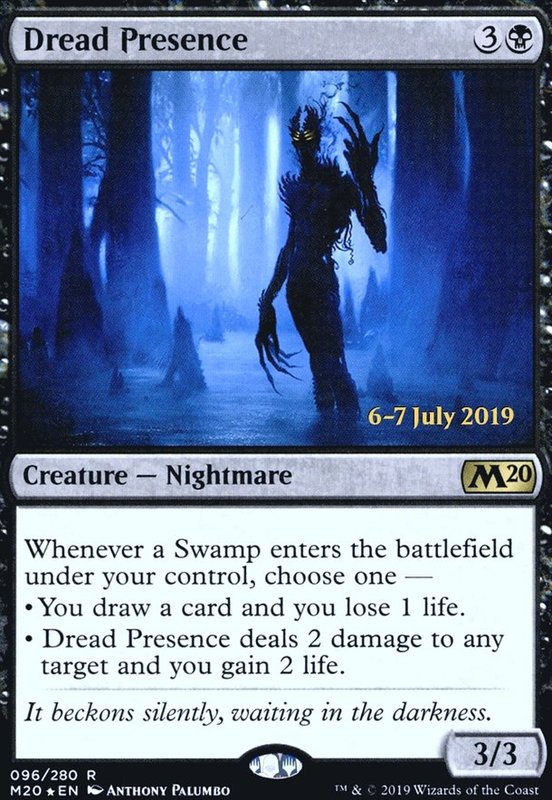 Dread Presence 3
6–7 July 2019
Creature — Nightmare
M20
Whenever a Swamp enters the battlefield
under your control, choose one —
• You draw a card and you lose 1 life.
• Dread Presence deals 2 damage to any
target and you gain 2 life.
It beckons silently, waiting in the darkness.
3/3
096/280 R
M20 ★ EN Anthony Palumbo
™ & © 2019 Wizards of the Coast